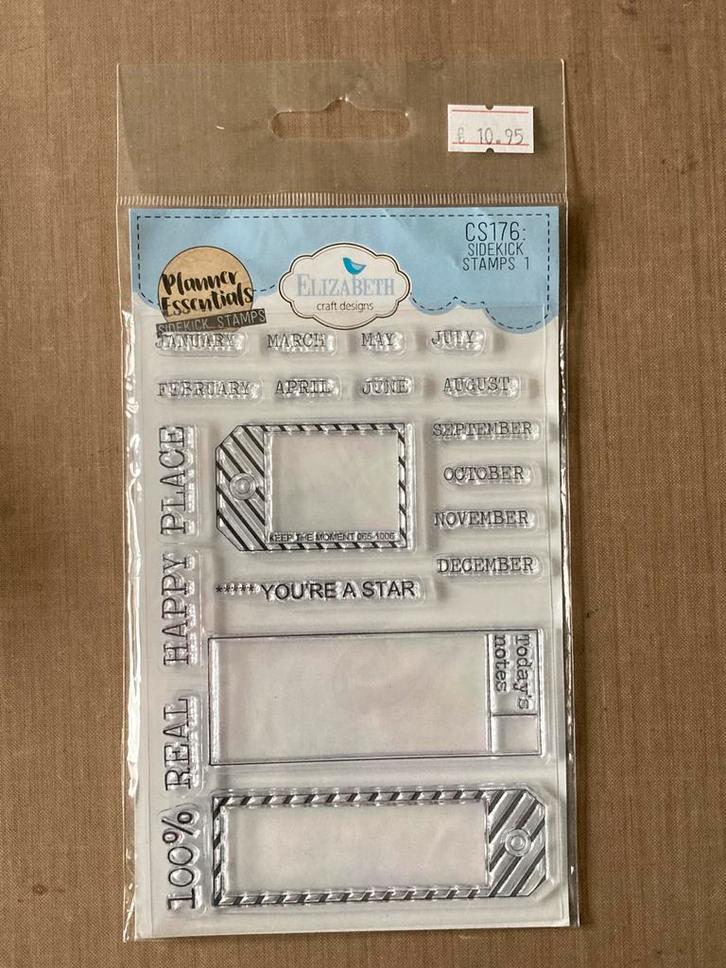 € 10.95
CS176:
SIDEKICK
STAMPS 1
Planner
Essentials
SIDEKICK STAMPS
ELIZABETH
craft designs
JANUARY MARCH MAY JULY
FEBRUARY APRIL JUNE AUGUST
SEPTEMBER
OCTOBER
NOVEMBER
DECEMBER
KEEP THE MOMENT 065-1006
*****YOU'RE A STAR
Today's
notes
100% REAL HAPPY PLACE